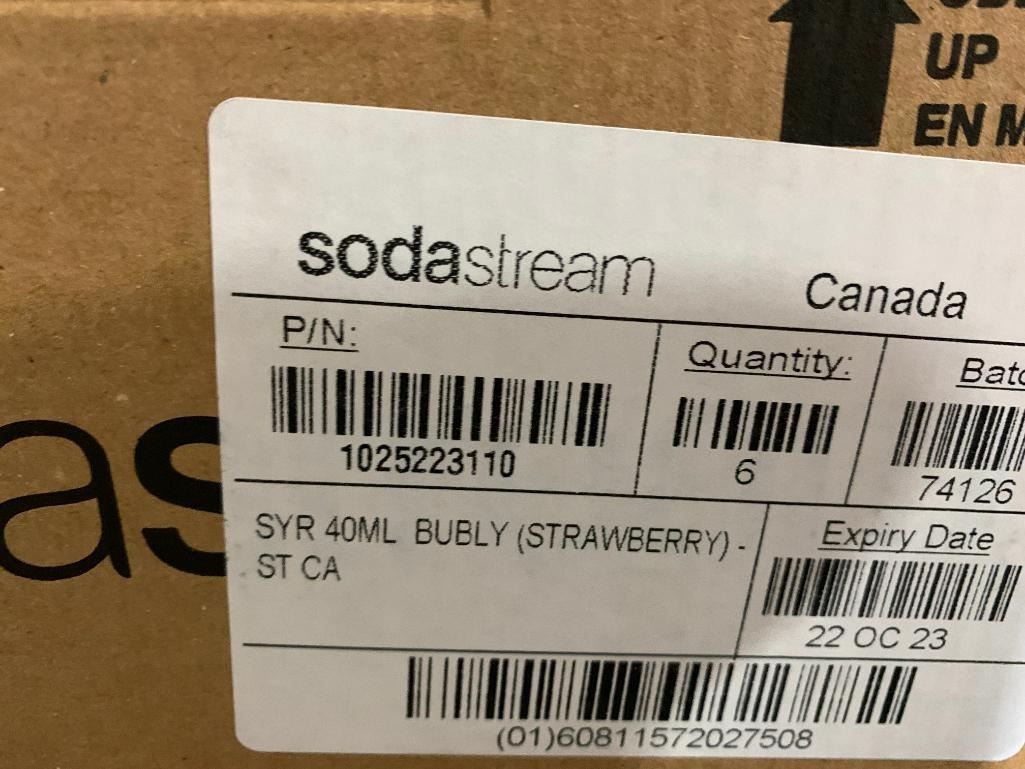 UP
EN M
sodastream
Canada
P/N:
1025223110
Quantity:
6
Batc
74126
SYR 40ML BUBLY (STRAWBERRY) -
ST CA
Expiry Date
22 OC 23
(01)60811572027508
as